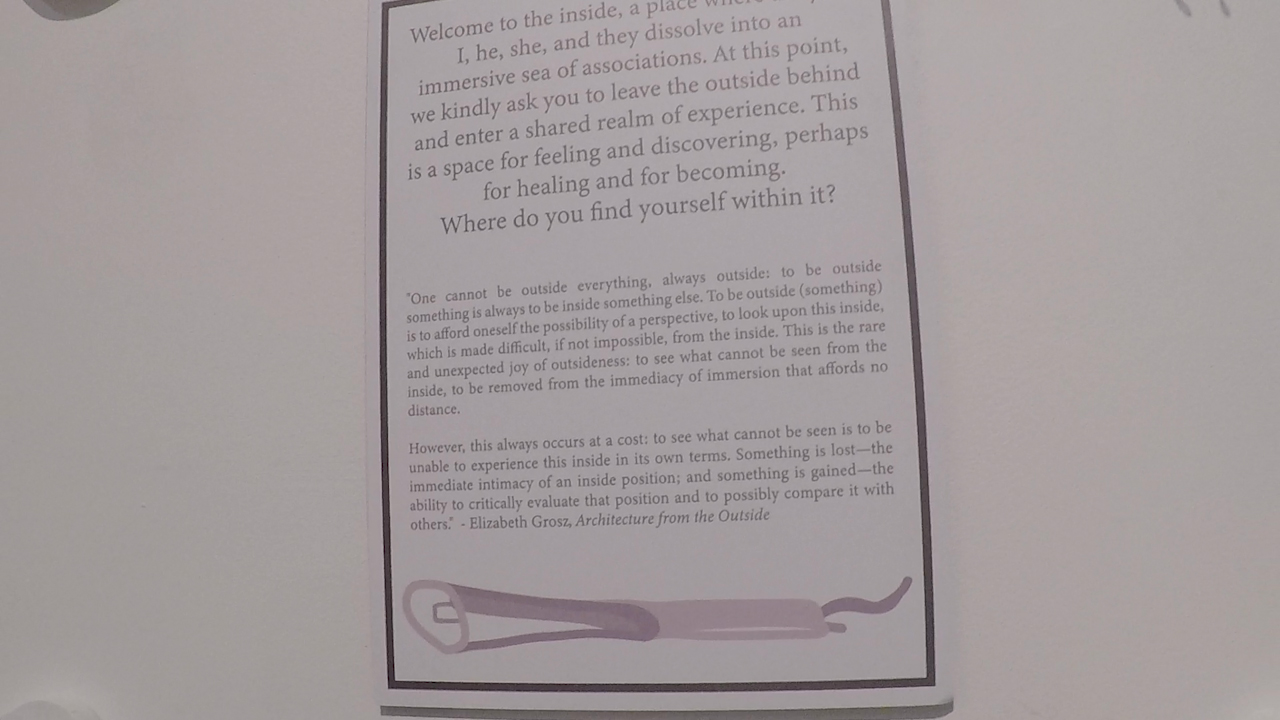 Welcome to the inside, a place where
I, he, she, and they dissolve into an
immersive sea of associations. At this point,
we kindly ask you to leave the outside behind
and enter a shared realm of experience. This
is a space for feeling and discovering, perhaps
for healing and for becoming.
Where do you find yourself within it?
"One cannot be outside everything, always outside: to be outside
something is always to be inside something else. To be outside (something)
is to afford oneself the possibility of a perspective, to look upon this inside,
which is made difficult, if not impossible, from the inside. This is the rare
and unexpected joy of outsideness: to see what cannot be seen from the
inside, to be removed from the immediacy of immersion that affords no
distance.
However, this always occurs at a cost: to see what cannot be seen is to be
unable to experience this inside in its own terms. Something is lost—the
immediate intimacy of an inside position; and something is gained—the
ability to critically evaluate that position and to possibly compare it with
others." - Elizabeth Grosz, Architecture from the Outside